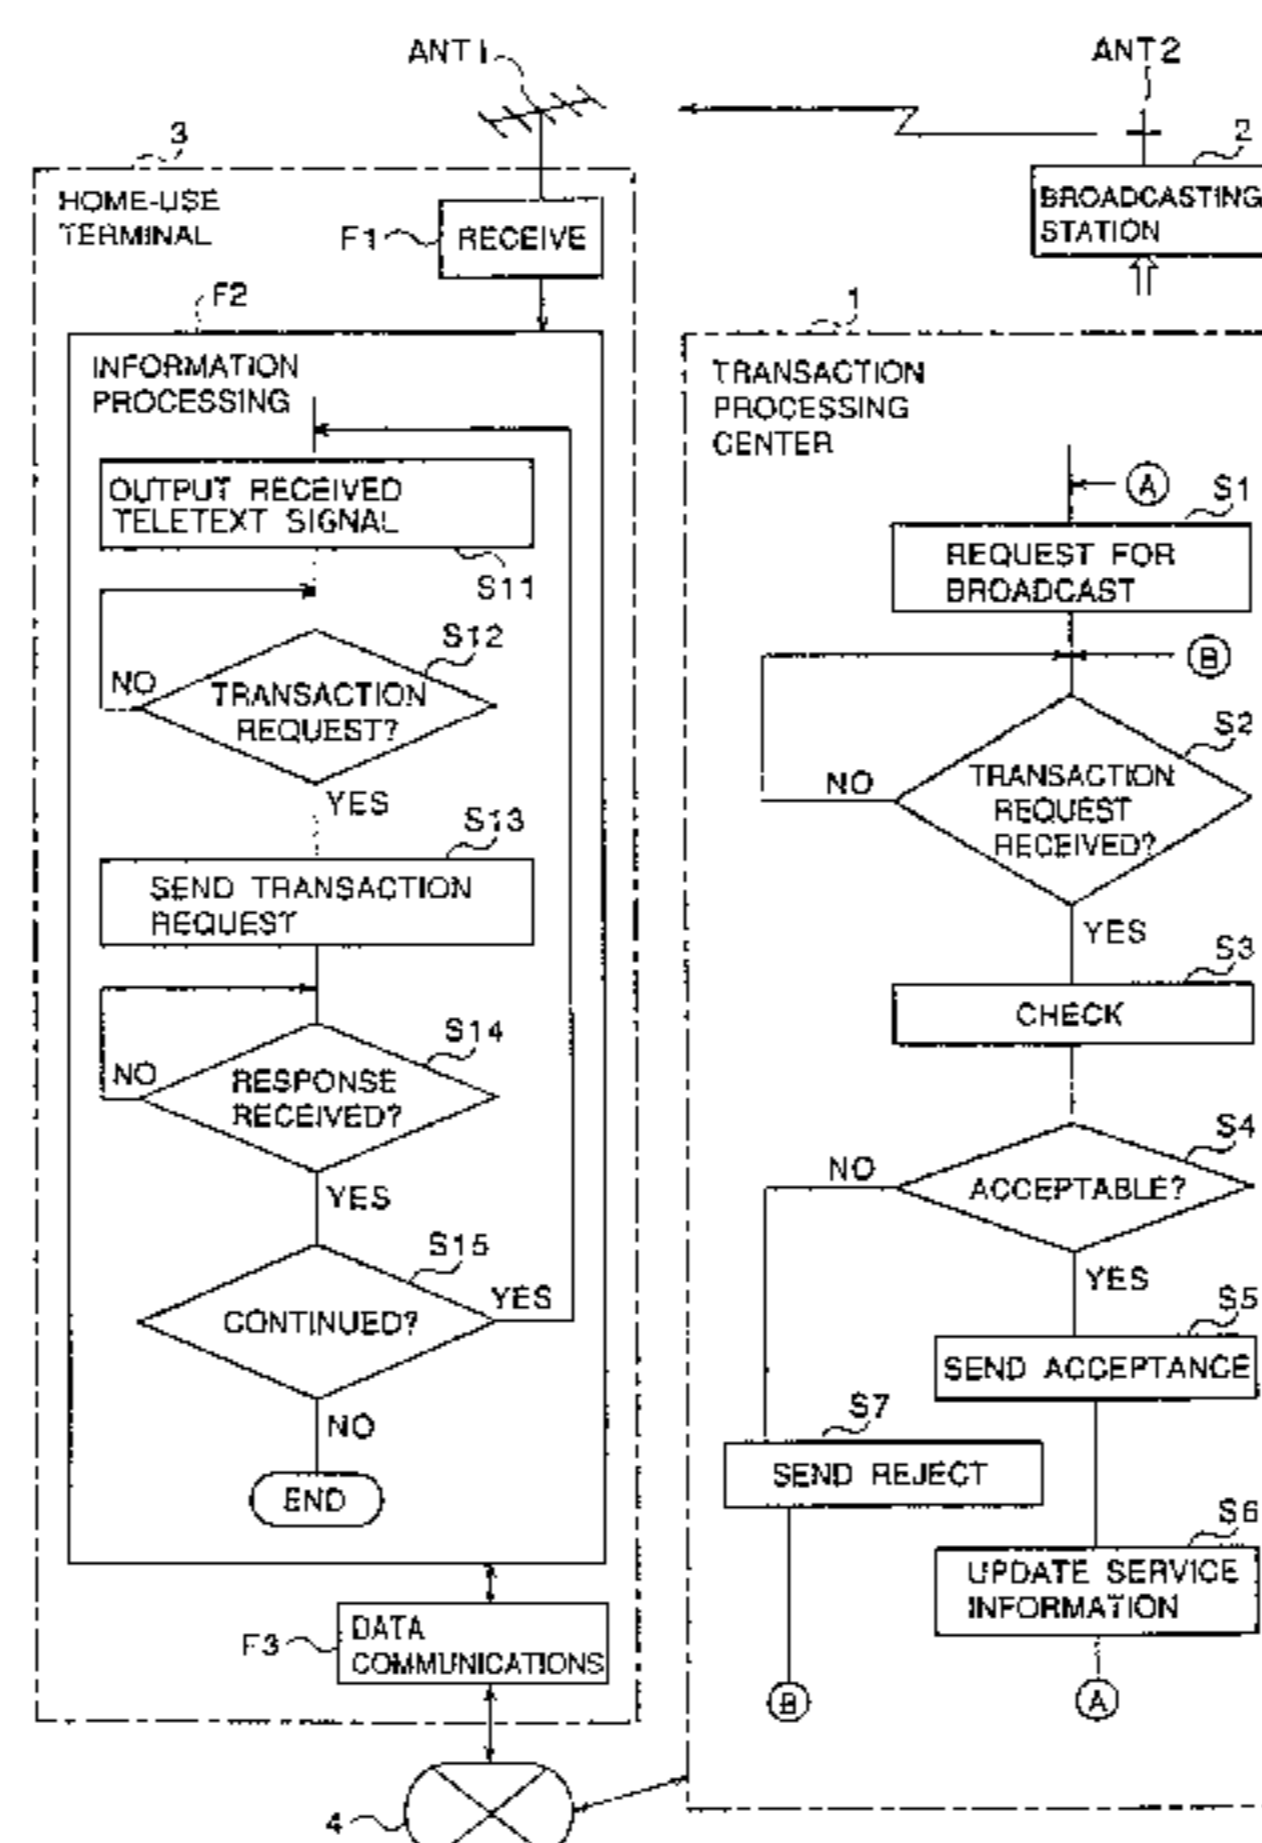 ANT1
ANT2
3
2
HOME-USE
TERMINAL
BROADCASTING
STATION
F1
RECEIVE
F2
1
INFORMATION
PROCESSING
TRANSACTION
PROCESSING
CENTER
OUTPUT RECEIVED
TELETEXT SIGNAL
S11
S12
NO
TRANSACTION
REQUEST?
YES
S13
SEND TRANSACTION
REQUEST
S14
NO
RESPONSE
RECEIVED?
YES
S15
CONTINUED?
YES
NO
END
F3
DATA
COMMUNICATIONS
4
A
S1
REQUEST FOR
BROADCAST
B
S2
NO
TRANSACTION
REQUEST
RECEIVED?
YES
S3
CHECK
S4
NO
ACCEPTABLE?
YES
S5
SEND ACCEPTANCE
S7
SEND REJECT
S6
UPDATE SERVICE
INFORMATION
B
A